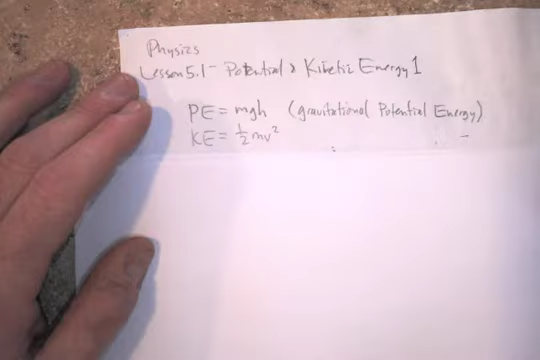 Physics
Lesson 5.1 - Potential & Kinetic Energy 1
PE = mgh (gravitational Potential Energy)
KE = ½mv²